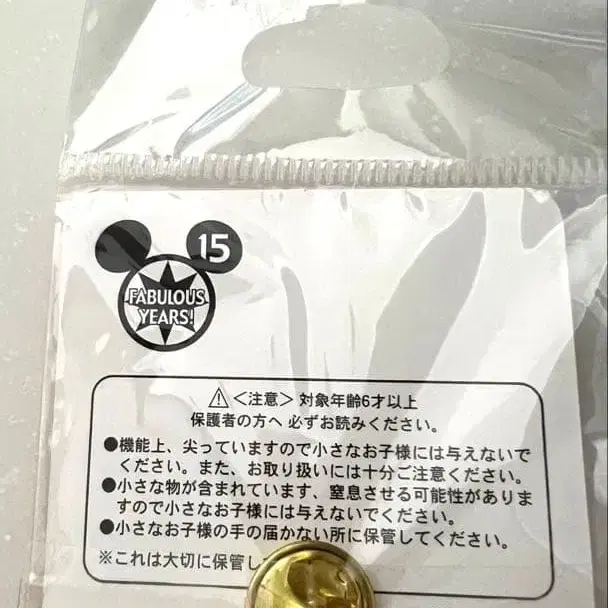 15
FABULOUS
YEARS!
⚠<注意> 対象年齢6才以上
保護者の方へ 必ずお読みください。
●機能上、尖っていますので小さなお子様には与えないで
ください。また、お取り扱いには十分ご注意ください。
●小さな物が含まれています、窒息させる可能性がありま
すので小さなお子様には与えないでください。
●小さなお子様の手の届かない所に保管してください。
※これは大切に保管し